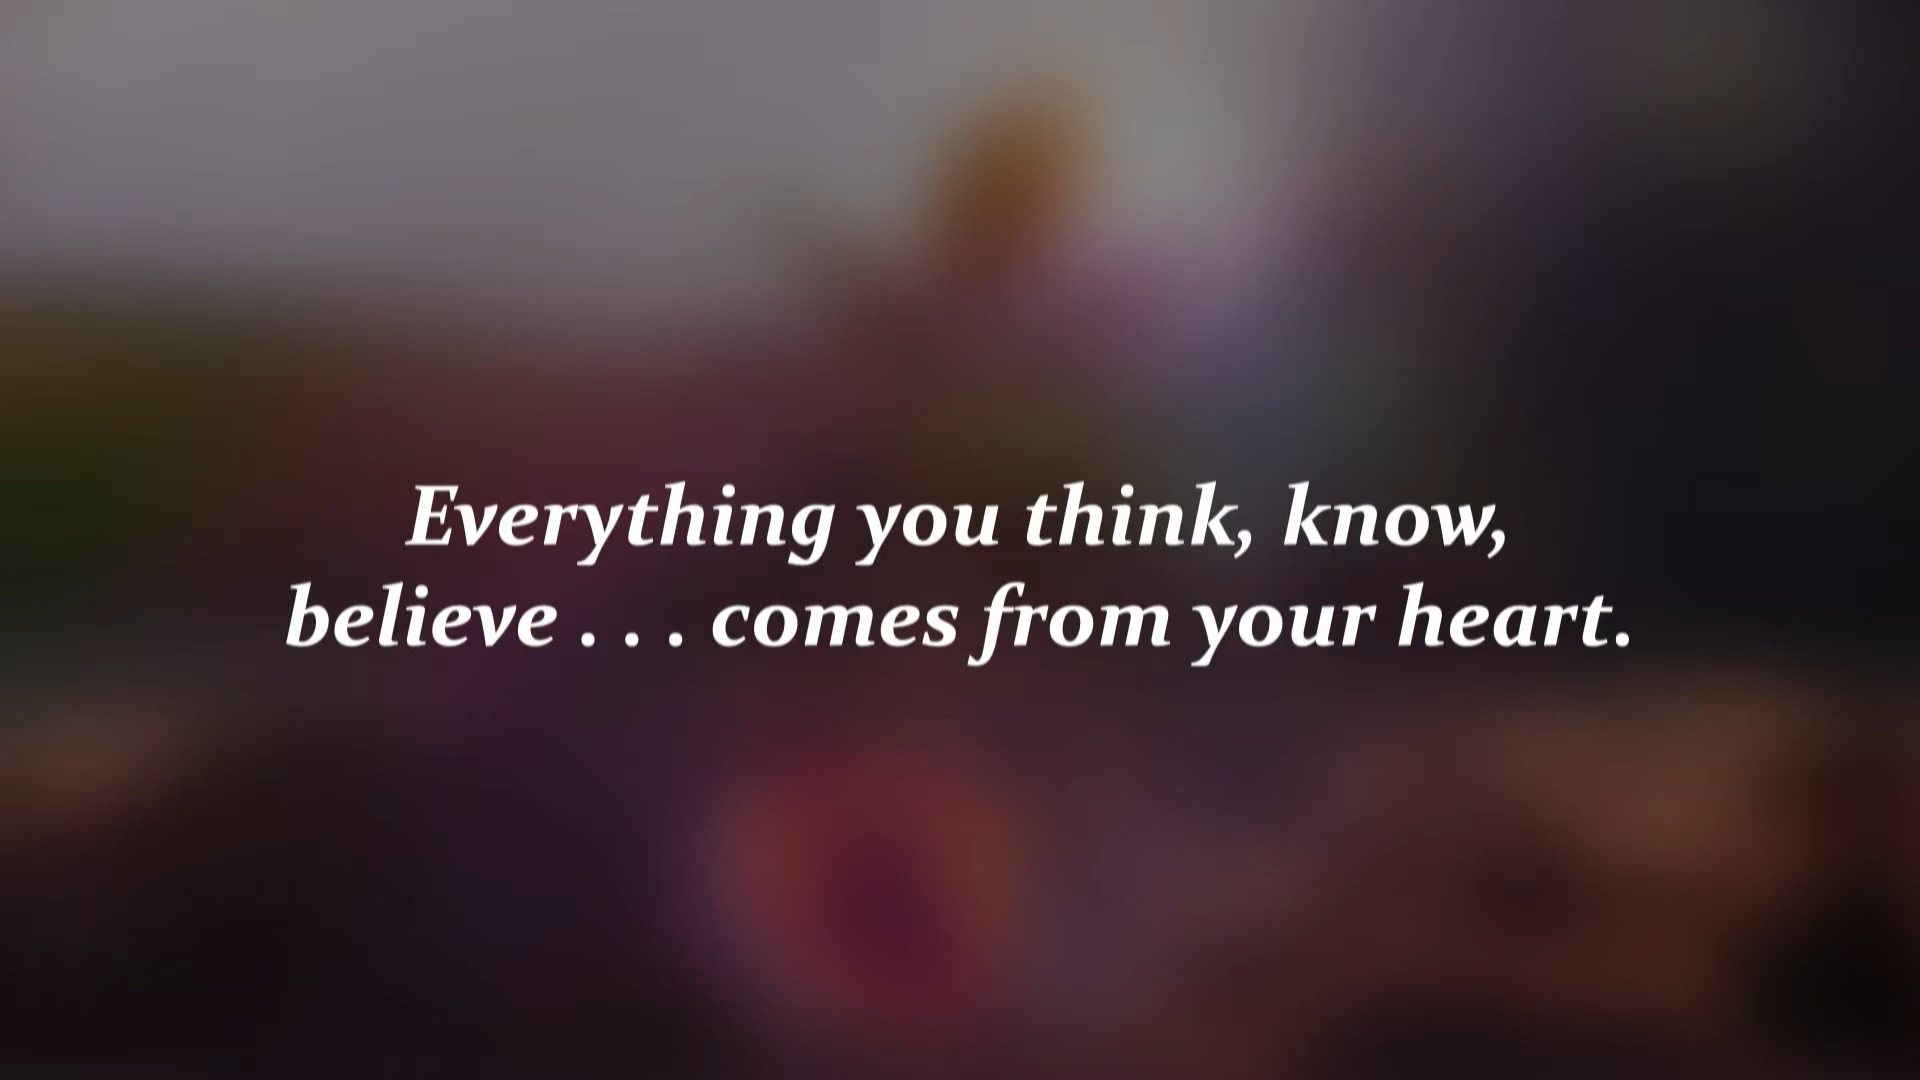 Everything you think, know,
believe . . . comes from your heart.